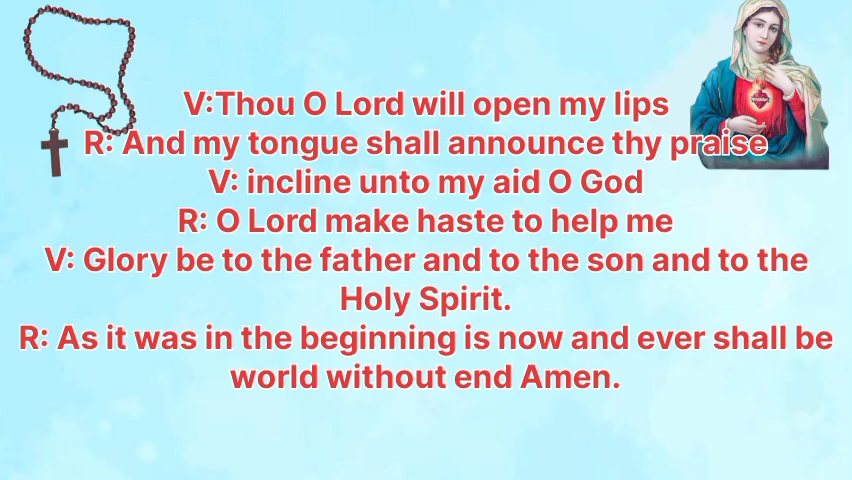 V:Thou O Lord will open my lips
R: And my tongue shall announce thy praise
V: incline unto my aid O God
R: O Lord make haste to help me
V: Glory be to the father and to the son and to the
Holy Spirit.
R: As it was in the beginning is now and ever shall be
world without end Amen.